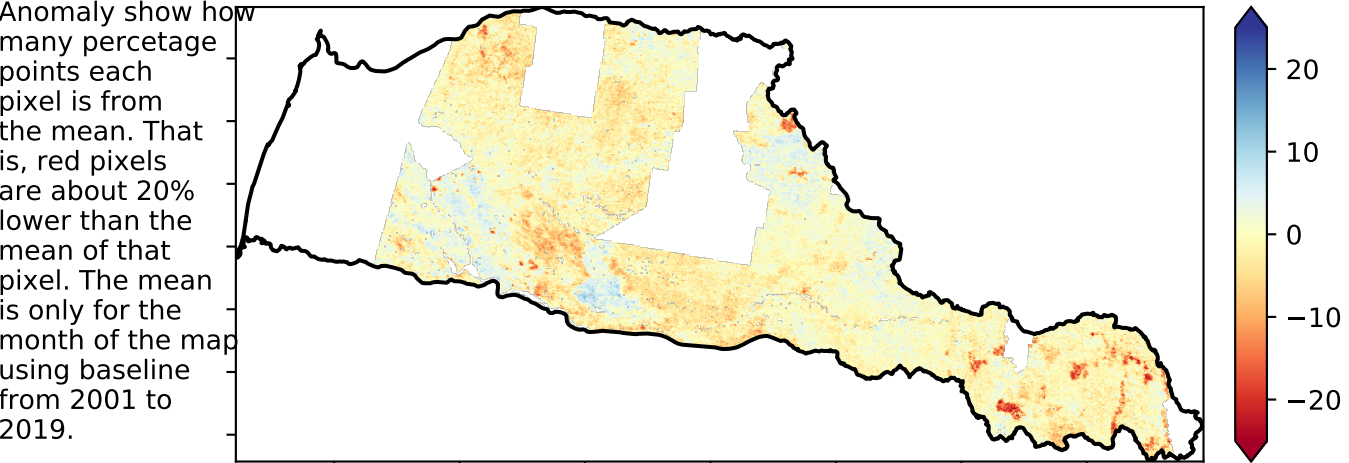 Anomaly show how
many percetage
points each
pixel is from
the mean. That
is, red pixels
are about 20%
lower than the
mean of that
pixel. The mean
is only for the
month of the map
using baseline
from 2001 to
2019.
20
10
0
−10
−20